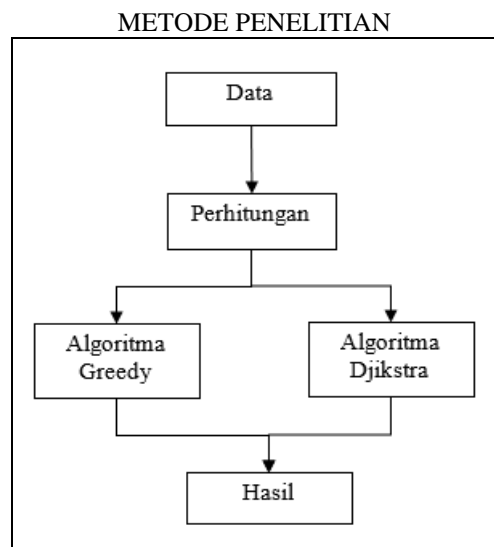 METODE PENELITIAN
Data
Perhitungan
Algoritma
Greedy
Algoritma
Djikstra
Hasil